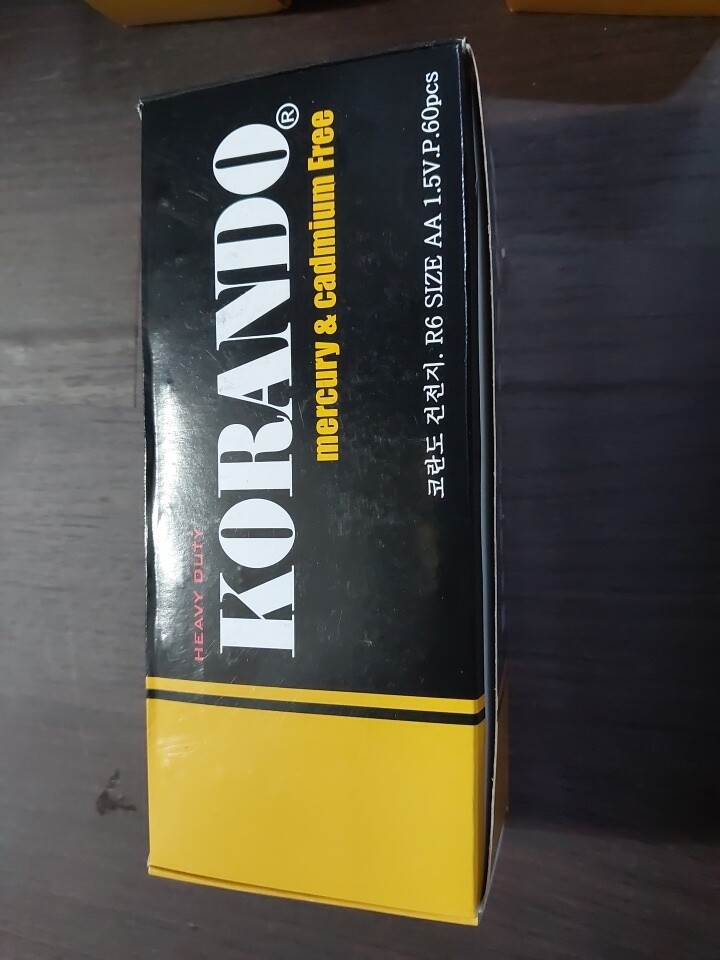 HEAVY DUTY
KORANDO®
mercury & cadmium Free
코란도 건전지. R6 SIZE AA 1.5V.P.60pcs